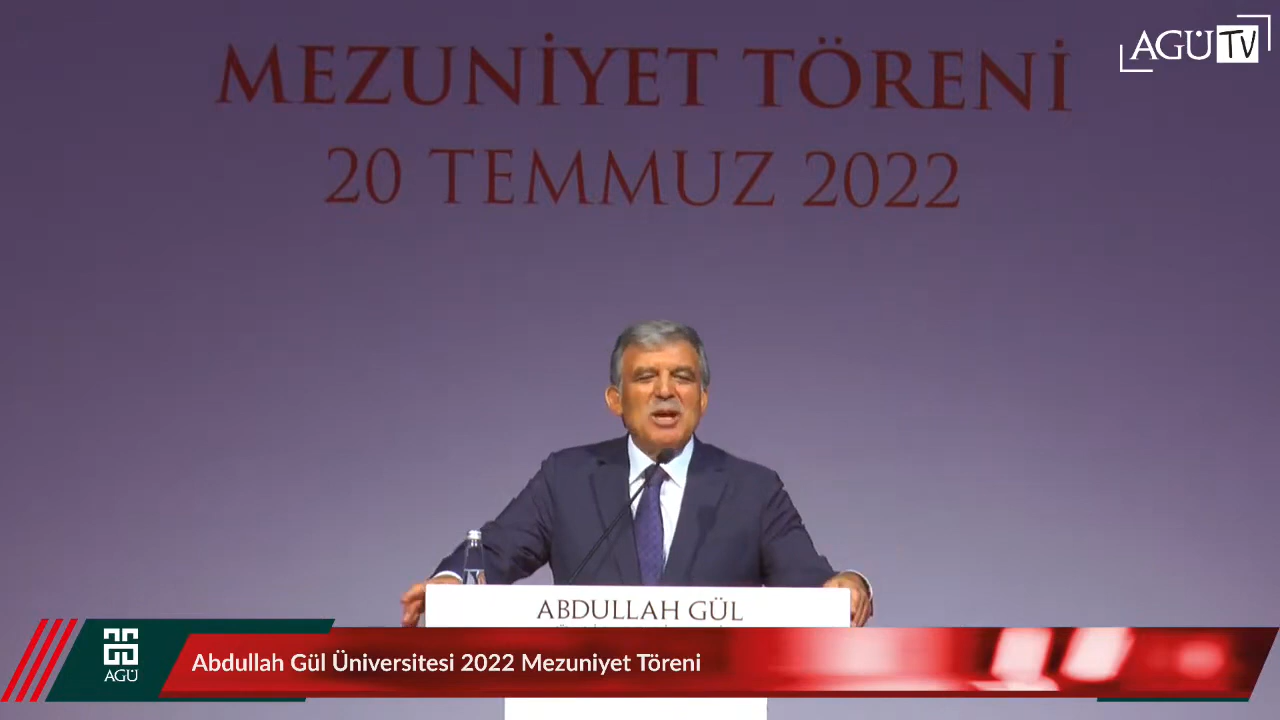 AGÜ TV
MEZUNİYET TÖRENİ
20 TEMMUZ 2022
ABDULLAH GÜL
AGÜ
Abdullah Gül Üniversitesi 2022 Mezuniyet Töreni